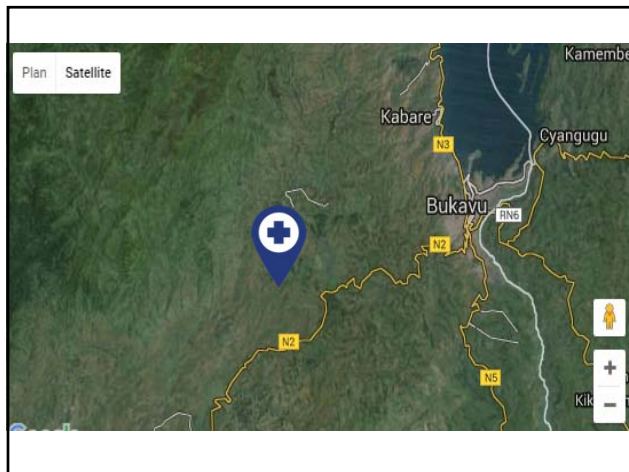 Plan Satellite
Kamembe
Kabare
N3
Cyangugu
Bukavu
RN6
N2
N2
N5